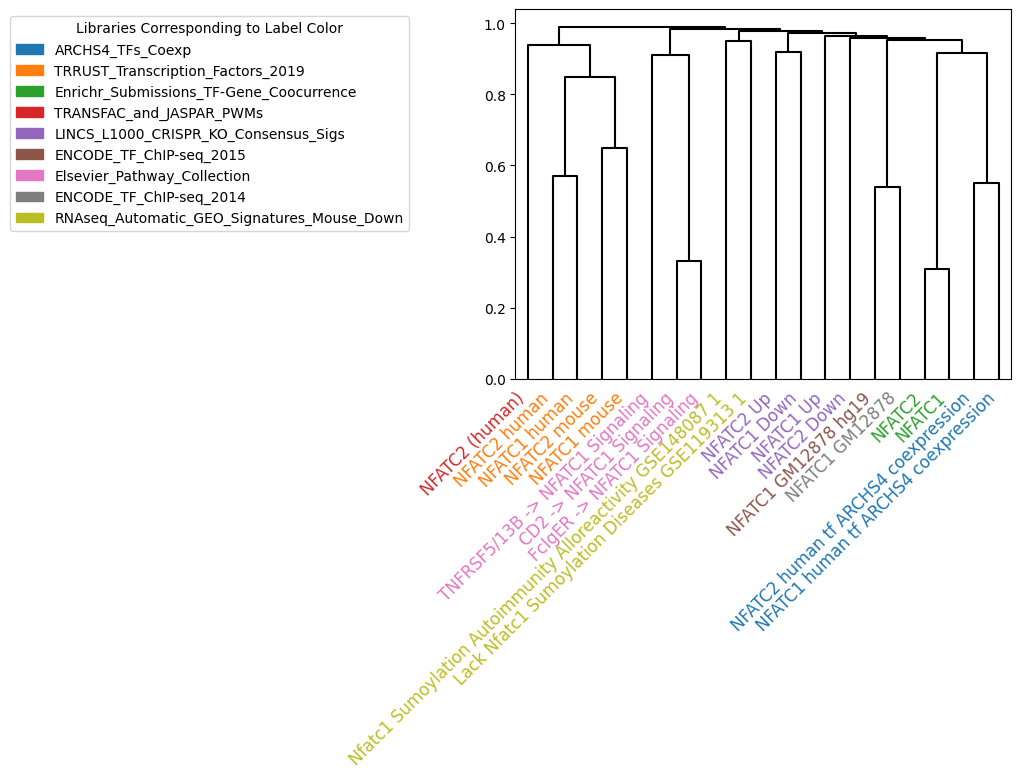 Libraries Corresponding to Label Color
ARCHS4_TFs_Coexp
TRRUST_Transcription_Factors_2019
Enrichr_Submissions_TF-Gene_Coocurrence
TRANSFAC_and_JASPAR_PWMs
LINCS_L1000_CRISPR_KO_Consensus_Sigs
ENCODE_TF_ChIP-seq_2015
Elsevier_Pathway_Collection
ENCODE_TF_ChIP-seq_2014
RNAseq_Automatic_GEO_Signatures_Mouse_Down
1.0
0.8
0.6
0.4
0.2
0.0
NFATC2 (human)
NFATC2 human
NFATC1 human
NFATC2 mouse
NFATC1 mouse
TNFRSF5/13B -> NFATC1 Signaling
CD2 -> NFATC1 Signaling
FcIgER -> NFATC1 Signaling
Nfatc1 Sumoylation Autoimmunity Alloreactivity GSE148087 1
Lack Nfatc1 Sumoylation Diseases GSE119313 1
NFATC2 Up
NFATC1 Down
NFATC1 Up
NFATC2 Down
NFATC1 GM12878 hg19
NFATC1 GM12878
NFATC2
NFATC1
NFATC2 human tf ARCHS4 coexpression
NFATC1 human tf ARCHS4 coexpression